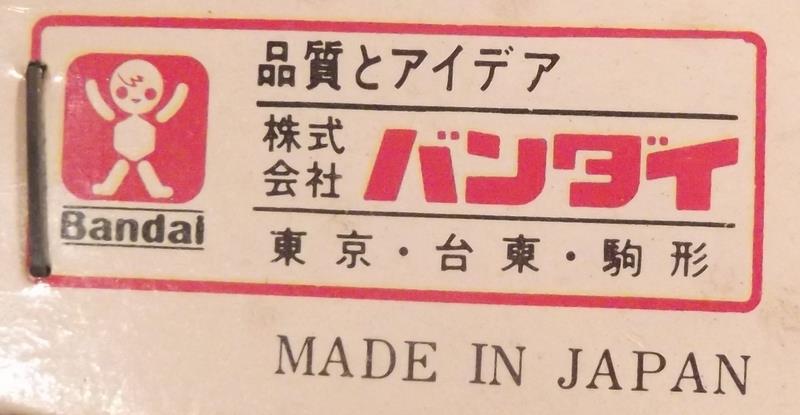 品質とアイデア
株式
会社 バンダイ
Bandai
東京・台東・駒形
MADE IN JAPAN